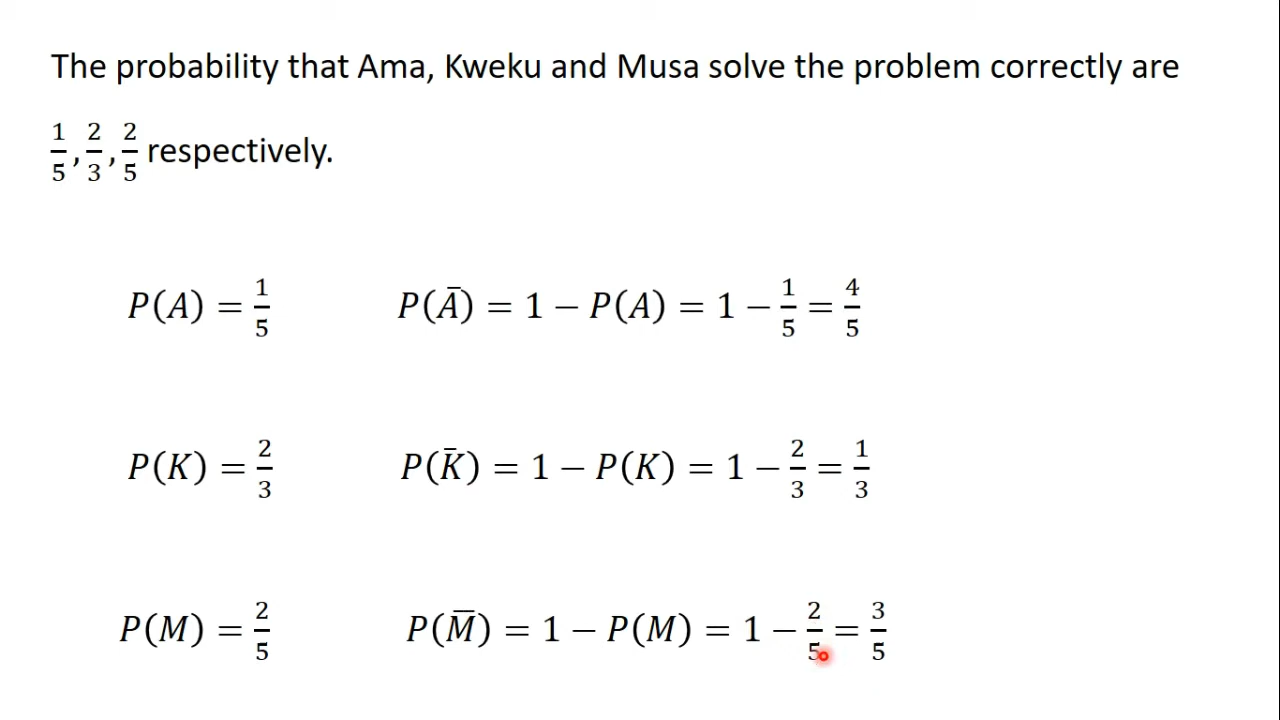 The probability that Ama, Kweku and Musa solve the problem correctly are
1/5, 2/3, 2/5 respectively.
P(A) = 1/5 P(Ā) = 1 − P(A) = 1 − 1/5 = 4/5
P(K) = 2/3 P(K̄) = 1 − P(K) = 1 − 2/3 = 1/3
P(M) = 2/5 P(M̄) = 1 − P(M) = 1 − 2/5 = 3/5